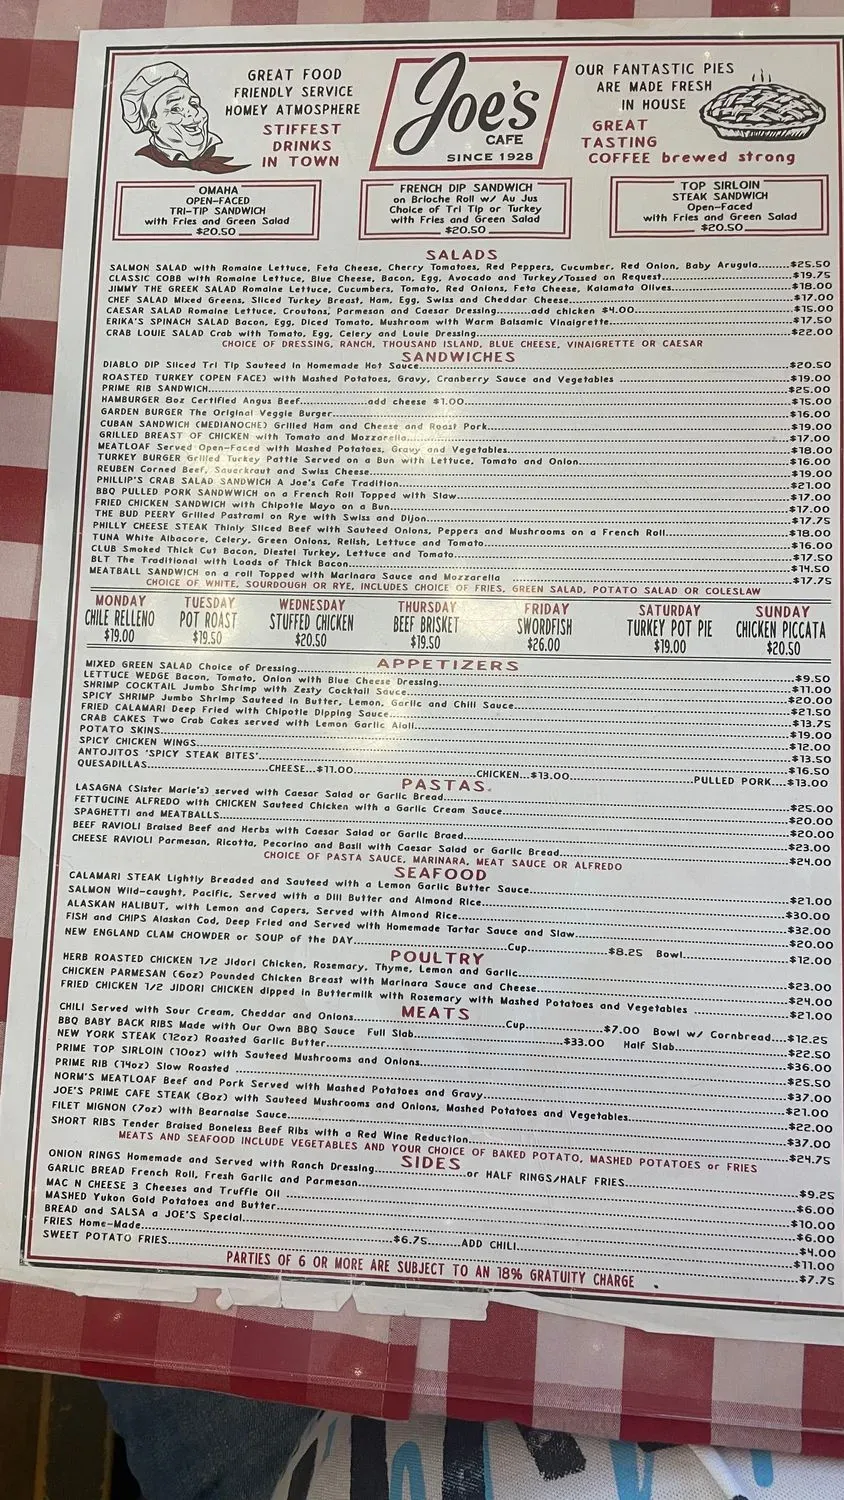 GREAT FOOD
FRIENDLY SERVICE
HOMEY ATMOSPHERE
STIFFEST
DRINKS
IN TOWN
Joe's
CAFE
SINCE 1928
OUR FANTASTIC PIES
ARE MADE FRESH
IN HOUSE
GREAT
TASTING
COFFEE brewed strong
OMAHA
OPEN-FACED
TRI-TIP SANDWICH
with Fries and Green Salad
$20.50
FRENCH DIP SANDWICH
on Brioche Roll w/ Au Jus
Choice of Tri Tip or Turkey
with Fries and Green Salad
$20.50
TOP SIRLOIN
STEAK SANDWICH
Open-Faced
with Fries and Green Salad
$20.50
SALADS
SALMON SALAD with Romaine Lettuce, Feta Cheese, Cherry Tomatoes, Red Peppers, Cucumber, Red Onion, Baby Arugula........$25.50
CLASSIC COBB with Romaine Lettuce, Blue Cheese, Bacon, Egg, Avocado and Turkey/Tossed on Request........$19.75
JIMMY THE GREEK SALAD Romaine Lettuce, Cucumbers, Tomato, Red Onions, Feta Cheese, Kalamata Olives........$18.00
CHEF SALAD Mixed Greens, Sliced Turkey Breast, Ham, Egg, Swiss and Cheddar Cheese........$17.00
CAESAR SALAD Romaine Lettuce, Croutons, Parmesan and Caesar Dressing.........add chicken $4.00........$15.00
ERIKA'S SPINACH SALAD Bacon, Egg, Diced Tomato, Mushroom with Warm Balsamic Vinaigrette........$17.50
CRAB LOUIE SALAD Crab with Tomato, Egg, Celery and Louie Dressing........$22.00
CHOICE OF DRESSING, RANCH, THOUSAND ISLAND, BLUE CHEESE, VINAIGRETTE OR CAESAR
SANDWICHES
DIABLO DIP Sliced Tri Tip Sauteed in Homemade Hot Sauce........$20.50
ROASTED TURKEY (OPEN FACE) with Mashed Potatoes, Gravy, Cranberry Sauce and Vegetables ........$19.00
PRIME RIB SANDWICH........$25.00
HAMBURGER 8oz Certified Angus Beef........add cheese $1.00........$15.00
GARDEN BURGER The Original Veggie Burger........$16.00
CUBAN SANDWICH (MEDIANOCHE) Grilled Ham and Cheese and Roast Pork........$19.00
GRILLED BREAST OF CHICKEN with Tomato and Mozzarella........$17.00
MEATLOAF Served Open-Faced with Mashed Potatoes, Gravy and Vegetables........$18.00
TURKEY BURGER Grilled Turkey Pattie Served on a Bun with Lettuce, Tomato and Onion........$16.00
REUBEN Corned Beef, Sauerkraut and Swiss Cheese........$19.00
PHILLIP'S CRAB SALAD SANDWICH A Joe's Cafe Tradition........$21.00
BBQ PULLED PORK SANDWWICH on a French Roll Topped with Slaw........$17.00
FRIED CHICKEN SANDWICH with Chipotle Mayo on a Bun........$17.00
THE BUD PEERY Grilled Pastrami on Rye with Swiss and Dijon........$17.75
PHILLY CHEESE STEAK Thinly Sliced Beef with Sauteed Onions, Peppers and Mushrooms on a French Roll........$18.00
TUNA White Albacore, Celery, Green Onions, Relish, Lettuce and Tomato........$16.00
CLUB Smoked Thick Cut Bacon, Diestel Turkey, Lettuce and Tomato........$17.50
BLT The Traditional with Loads of Thick Bacon........$14.50
MEATBALL SANDWICH on a roll Topped with Marinara Sauce and Mozzarella ........$17.75
CHOICE OF WHITE, SOURDOUGH OR RYE, INCLUDES CHOICE OF FRIES, GREEN SALAD, POTATO SALAD OR COLESLAW
MONDAY
CHILE RELLENO
$19.00
TUESDAY
POT ROAST
$19.50
WEDNESDAY
STUFFED CHICKEN
$20.50
THURSDAY
BEEF BRISKET
$19.50
FRIDAY
SWORDFISH
$26.00
SATURDAY
TURKEY POT PIE
$19.00
SUNDAY
CHICKEN PICCATA
$20.50
APPETIZERS
MIXED GREEN SALAD Choice of Dressing........$9.50
LETTUCE WEDGE Bacon, Tomato, Onion with Blue Cheese Dressing........$11.00
SHRIMP COCKTAIL Jumbo Shrimp with Zesty Cocktail Sauce........$20.00
SPICY SHRIMP Jumbo Shrimp Sauteed in Butter, Lemon, Garlic and Chili Sauce........$21.50
FRIED CALAMARI Deep Fried with Chipotle Dipping Sauce........$13.75
CRAB CAKES Two Crab Cakes served with Lemon Garlic Aioli........$19.00
POTATO SKINS........$12.00
SPICY CHICKEN WINGS........$13.50
ANTOJITOS 'SPICY STEAK BITES'........$16.50
QUESADILLAS........CHEESE...$11.00........CHICKEN...$13.00........PULLED PORK....$13.00
PASTAS
LASAGNA (Sister Marie's) served with Caesar Salad or Garlic Bread........$25.00
FETTUCINE ALFREDO with CHICKEN Sauteed Chicken with a Garlic Cream Sauce........$20.00
SPAGHETTI and MEATBALLS........$20.00
BEEF RAVIOLI Braised Beef and Herbs with Caesar Salad or Garlic Braed........$23.00
CHEESE RAVIOLI Parmesan, Ricotta, Pecorino and Basil with Caesar Salad or Garlic Bread........$24.00
CHOICE OF PASTA SAUCE, MARINARA, MEAT SAUCE OR ALFREDO
SEAFOOD
CALAMARI STEAK Lightly Breaded and Sauteed with a Lemon Garlic Butter Sauce........$21.00
SALMON Wild-caught, Pacific, Served with a Dill Butter and Almond Rice........$30.00
ALASKAN HALIBUT, with Lemon and Capers, Served with Almond Rice........$32.00
FISH and CHIPS Alaskan Cod, Deep Fried and Served with Homemade Tartar Sauce and Slaw........$20.00
NEW ENGLAND CLAM CHOWDER or SOUP of the DAY........Cup........$8.25 Bowl........$12.00
POULTRY
HERB ROASTED CHICKEN 1/2 Jidori Chicken, Rosemary, Thyme, Lemon and Garlic........$23.00
CHICKEN PARMESAN (6oz) Pounded Chicken Breast with Marinara Sauce and Cheese........$24.00
FRIED CHICKEN 1/2 JIDORI CHICKEN dipped in Buttermilk with Rosemary with Mashed Potatoes and Vegetables ........$21.00
MEATS
CHILI Served with Sour Cream, Cheddar and Onions........Cup........$7.00 Bowl w/ Cornbread....$12.25
BBQ BABY BACK RIBS Made with Our Own BBQ Sauce Full Slab........$33.00 Half Slab........$22.50
NEW YORK STEAK (12oz) Roasted Garlic Butter........$36.00
PRIME TOP SIRLOIN (10oz) with Sauteed Mushrooms and Onions........$25.50
PRIME RIB (14oz) Slow Roasted ........$37.00
NORM'S MEATLOAF Beef and Pork Served with Mashed Potatoes and Gravy........$21.00
JOE'S PRIME CAFE STEAK (8oz) with Sauteed Mushrooms and Onions, Mashed Potatoes and Vegetables........$22.00
FILET MIGNON (7oz) with Bearnaise Sauce........$37.00
SHORT RIBS Tender Braised Boneless Beef Ribs with a Red Wine Reduction........$24.75
MEATS AND SEAFOOD INCLUDE VEGETABLES AND YOUR CHOICE OF BAKED POTATO, MASHED POTATOES or FRIES
SIDES
ONION RINGS Homemade and Served with Ranch Dressing........or HALF RINGS/HALF FRIES........$9.25
GARLIC BREAD French Roll, Fresh Garlic and Parmesan........$6.00
MAC N CHEESE 3 Cheeses and Truffle Oil ........$10.00
MASHED Yukon Gold Potatoes and Butter........$6.00
BREAD and SALSA a JOE'S Special........$4.00
FRIES Home-Made........$6.75........ADD CHILI........$11.00
SWEET POTATO FRIES........$7.75
PARTIES OF 6 OR MORE ARE SUBJECT TO AN 18% GRATUITY CHARGE